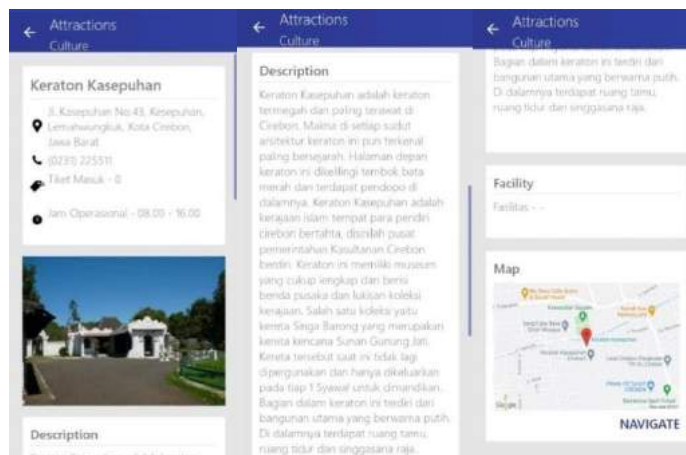 Attractions
Culture
Keraton Kasepuhan
Jl. Kasepuhan No.43, Kesepuhan,
Lemahwungkuk, Kota Cirebon,
Jawa Barat
(0231) 225511
Tiket Masuk - 0
Jam Operasional - 08.00 - 16.00
Description
Attractions
Culture
Description
Keraton Kasepuhan adalah keraton
termegah dan paling terawat di
Cirebon. Makna di setiap sudut
arsitektur keraton ini pun terkenal
paling bersejarah. Halaman depan
keraton ini dikelilingi tembok bata
merah dan terdapat pendopo di
dalamnya. Keraton Kasepuhan adalah
kerajaan islam tempat para pendiri
cirebon bertahta, disinilah pusat
pemerintahan Kasultanan Cirebon
berdiri. Keraton ini memiliki museum
yang cukup lengkap dan berisi
benda pusaka dan lukisan koleksi
kerajaan. Salah satu koleksi yaitu
kereta Singa Barong yang merupakan
kereta kencana Sunan Gunung Jati.
Kereta tersebut saat ini tidak lagi
dipergunakan dan hanya dikeluarkan
pada tiap 1 Syawal untuk dimandikan.
Bagian dalam keraton ini terdiri dari
bangunan utama yang berwarna putih.
Di dalamnya terdapat ruang tamu,
ruang tidur dan singgasana raja.
Attractions
Culture
Bagian dalam keraton ini terdiri dari
bangunan utama yang berwarna putih.
Di dalamnya terdapat ruang tamu,
ruang tidur dan singgasana raja.
Facility
Fasilitas - -
Map
Google
NAVIGATE